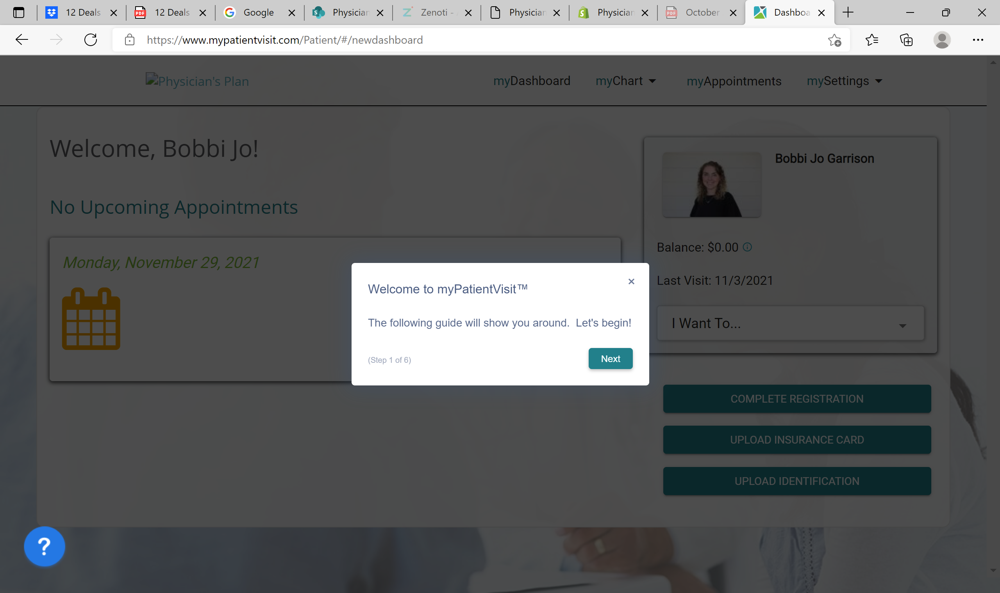 12 Deals
12 Deals
Google
Physician
Zenoti -
Physician
Physician
October
Dashboa
https://www.mypatientvisit.com/Patient/#/newdashboard
Physician's Plan
myDashboard
myChart
myAppointments
mySettings
Welcome, Bobbi Jo!
No Upcoming Appointments
Monday, November 29, 2021
Bobbi Jo Garrison
Balance: $0.00
Last Visit: 11/3/2021
I Want To...
Welcome to myPatientVisit™
The following guide will show you around.  Let's begin!
(Step 1 of 6)
Next
COMPLETE REGISTRATION
UPLOAD INSURANCE CARD
UPLOAD IDENTIFICATION
?